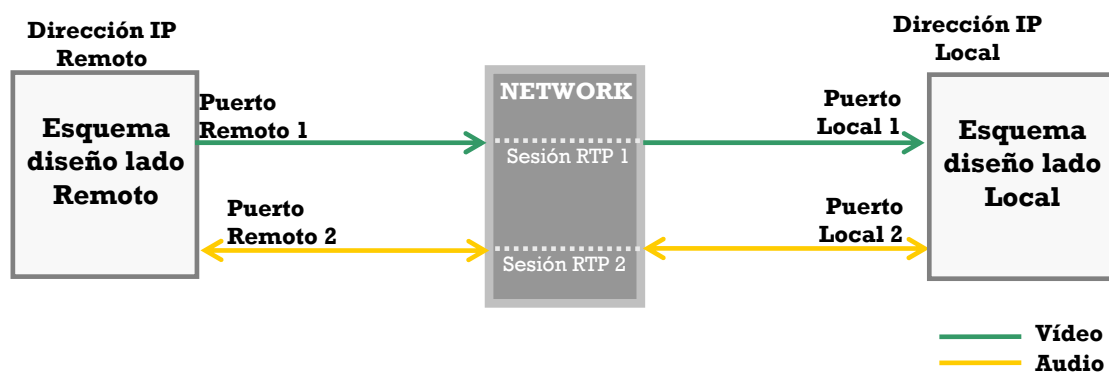 Dirección IP
Remoto
Esquema
diseño lado
Remoto
Puerto
Remoto 1
Puerto
Remoto 2
NETWORK
Sesión RTP 1
Sesión RTP 2
Puerto
Local 1
Puerto
Local 2
Dirección IP
Local
Esquema
diseño lado
Local
Vídeo
Audio